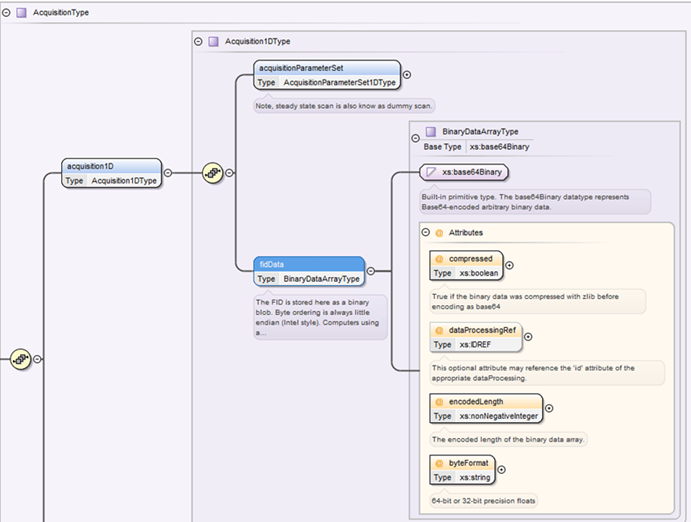 AcquisitionType
Acquisition1DType
acquisitionParameterSet
Type AcquisitionParameterSet1DType
Note, steady state scan is also know as dummy scan.
BinaryDataArrayType
Base Type xs:base64Binary
acquisition1D
Type Acquisition1DType
xs:base64Binary
Built-in primitive type. The base64Binary datatype represents
Base64-encoded arbitrary binary data.
Attributes
fidData
Type BinaryDataArrayType
The FID is stored here as a binary
blob. Byte ordering is always little
endian (Intel style). Computers using
a...
compressed
Type xs:boolean
True if the binary data was compressed with zlib before
encoding as base64
dataProcessingRef
Type xs:IDREF
This optional attribute may reference the 'id' attribute of the
appropriate dataProcessing.
encodedLength
Type xs:nonNegativeInteger
The encoded length of the binary data array.
byteFormat
Type xs:string
64-bit or 32-bit precision floats